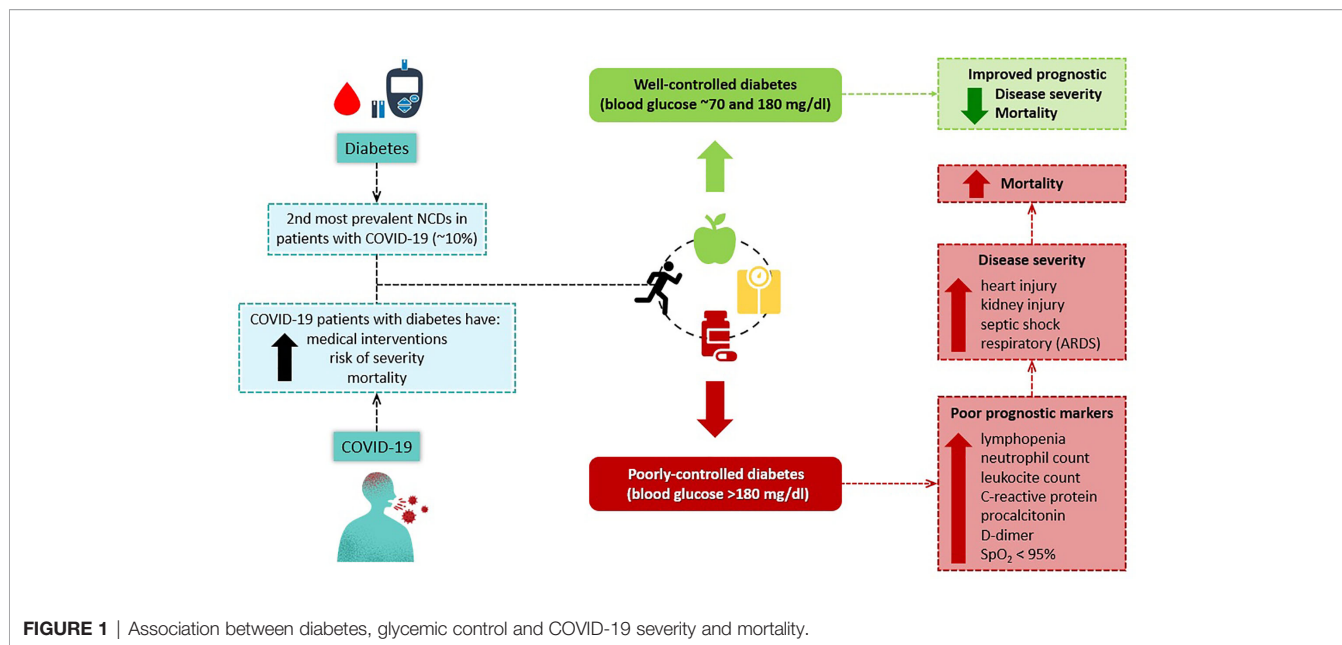 Diabetes
2nd most prevalent NCDs in
patients with COVID-19 (~10%)
COVID-19 patients with diabetes have:
medical interventions
risk of severity
mortality
COVID-19
Well-controlled diabetes
(blood glucose ~70 and 180 mg/dl)
Poorly-controlled diabetes
(blood glucose >180 mg/dl)
Improved prognostic
Disease severity
Mortality
Mortality
Disease severity
heart injury
kidney injury
septic shock
respiratory (ARDS)
Poor prognostic markers
lymphopenia
neutrophil count
leukocite count
C-reactive protein
procalcitonin
D-dimer
SpO₂ < 95%
FIGURE 1 | Association between diabetes, glycemic control and COVID-19 severity and mortality.